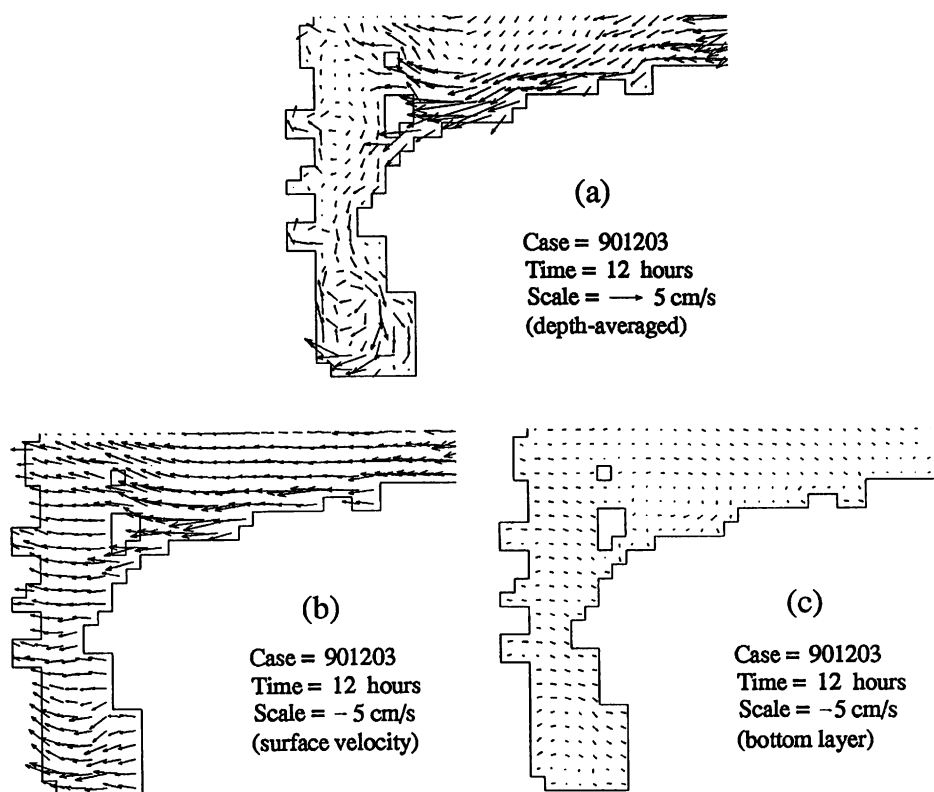 (a)
Case = 901203
Time = 12 hours
Scale = → 5 cm/s
(depth-averaged)
(b)
Case = 901203
Time = 12 hours
Scale = – 5 cm/s
(surface velocity)
(c)
Case = 901203
Time = 12 hours
Scale = – 5 cm/s
(bottom layer)